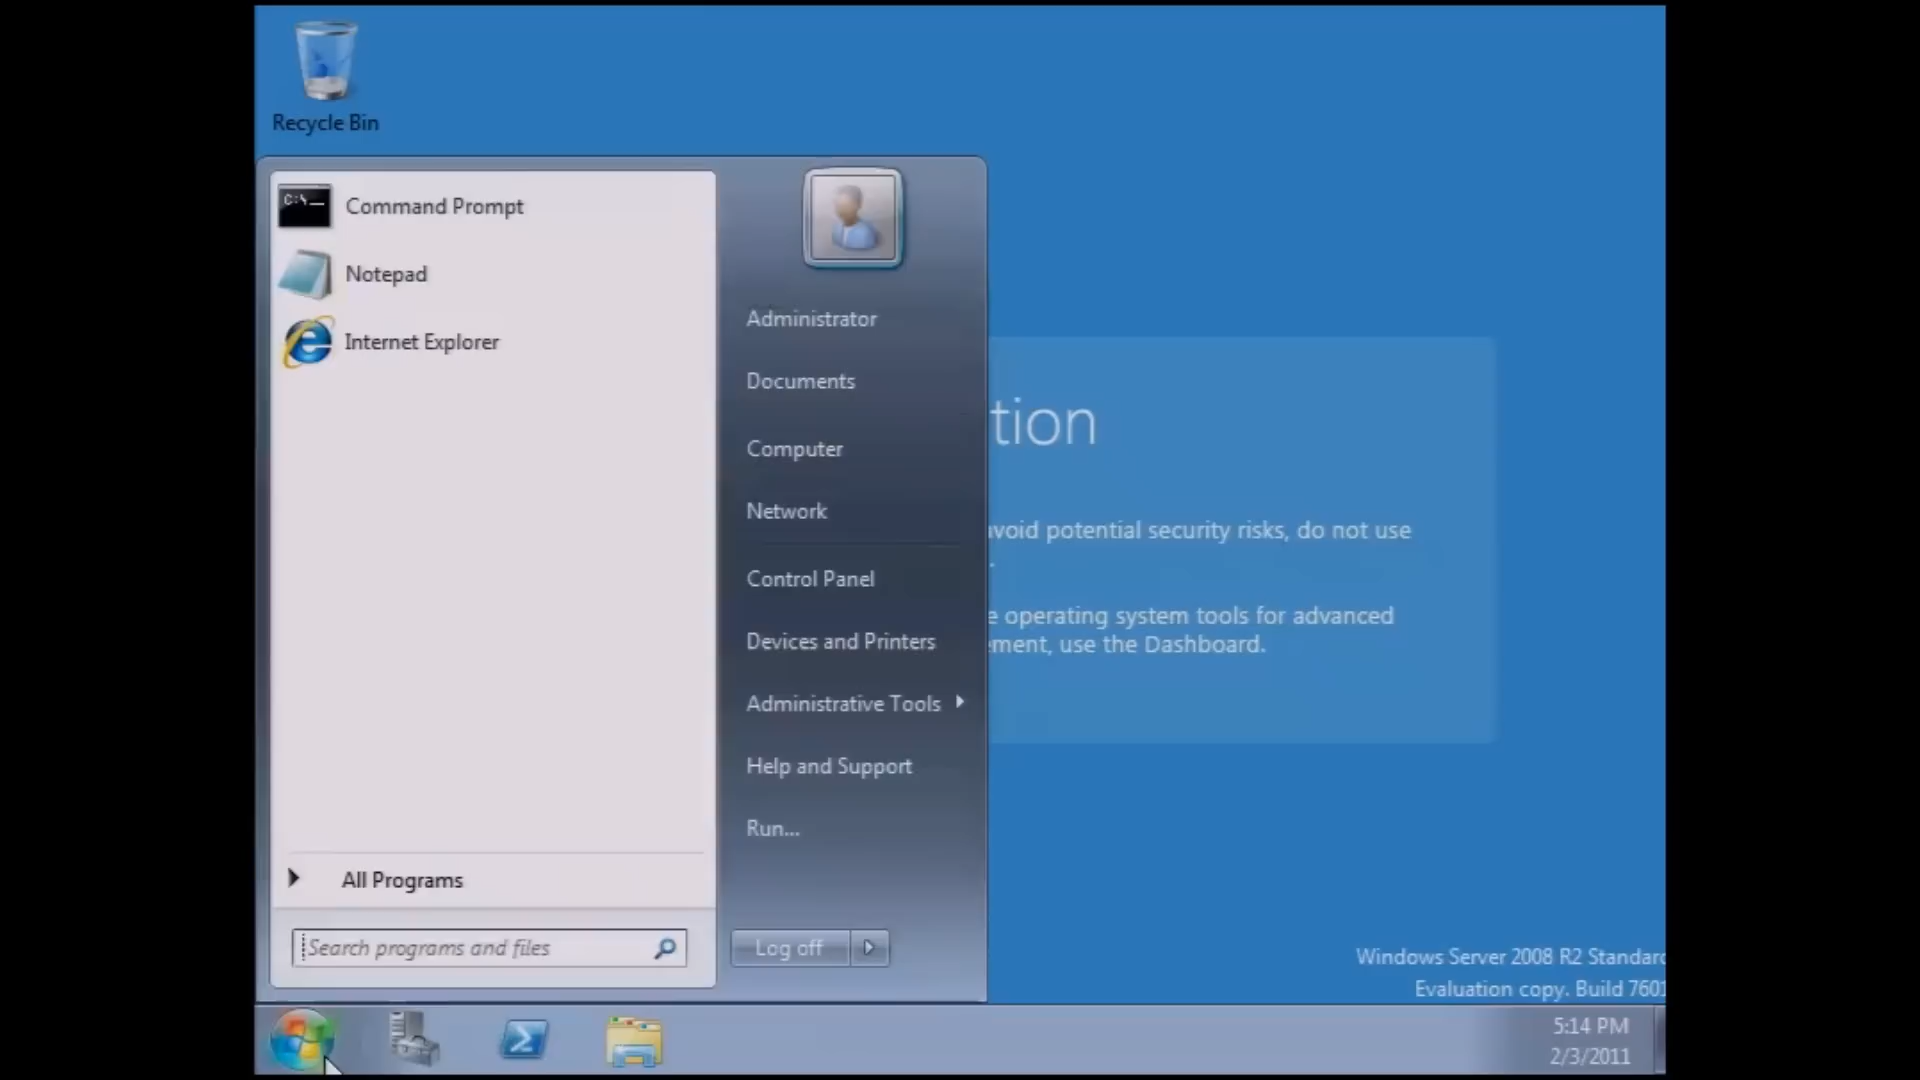 Recycle Bin
C:\
Command Prompt
Notepad
Internet Explorer
Administrator
Documents
Computer
Network
Control Panel
Devices and Printers
Administrative Tools
Help and Support
Run...
tion
avoid potential security risks, do not use
.
e operating system tools for advanced
ement, use the Dashboard.
All Programs
Search programs and files
Log off
Windows Server 2008 R2 Standard
Evaluation copy. Build 7601
5:14 PM
2/3/2011